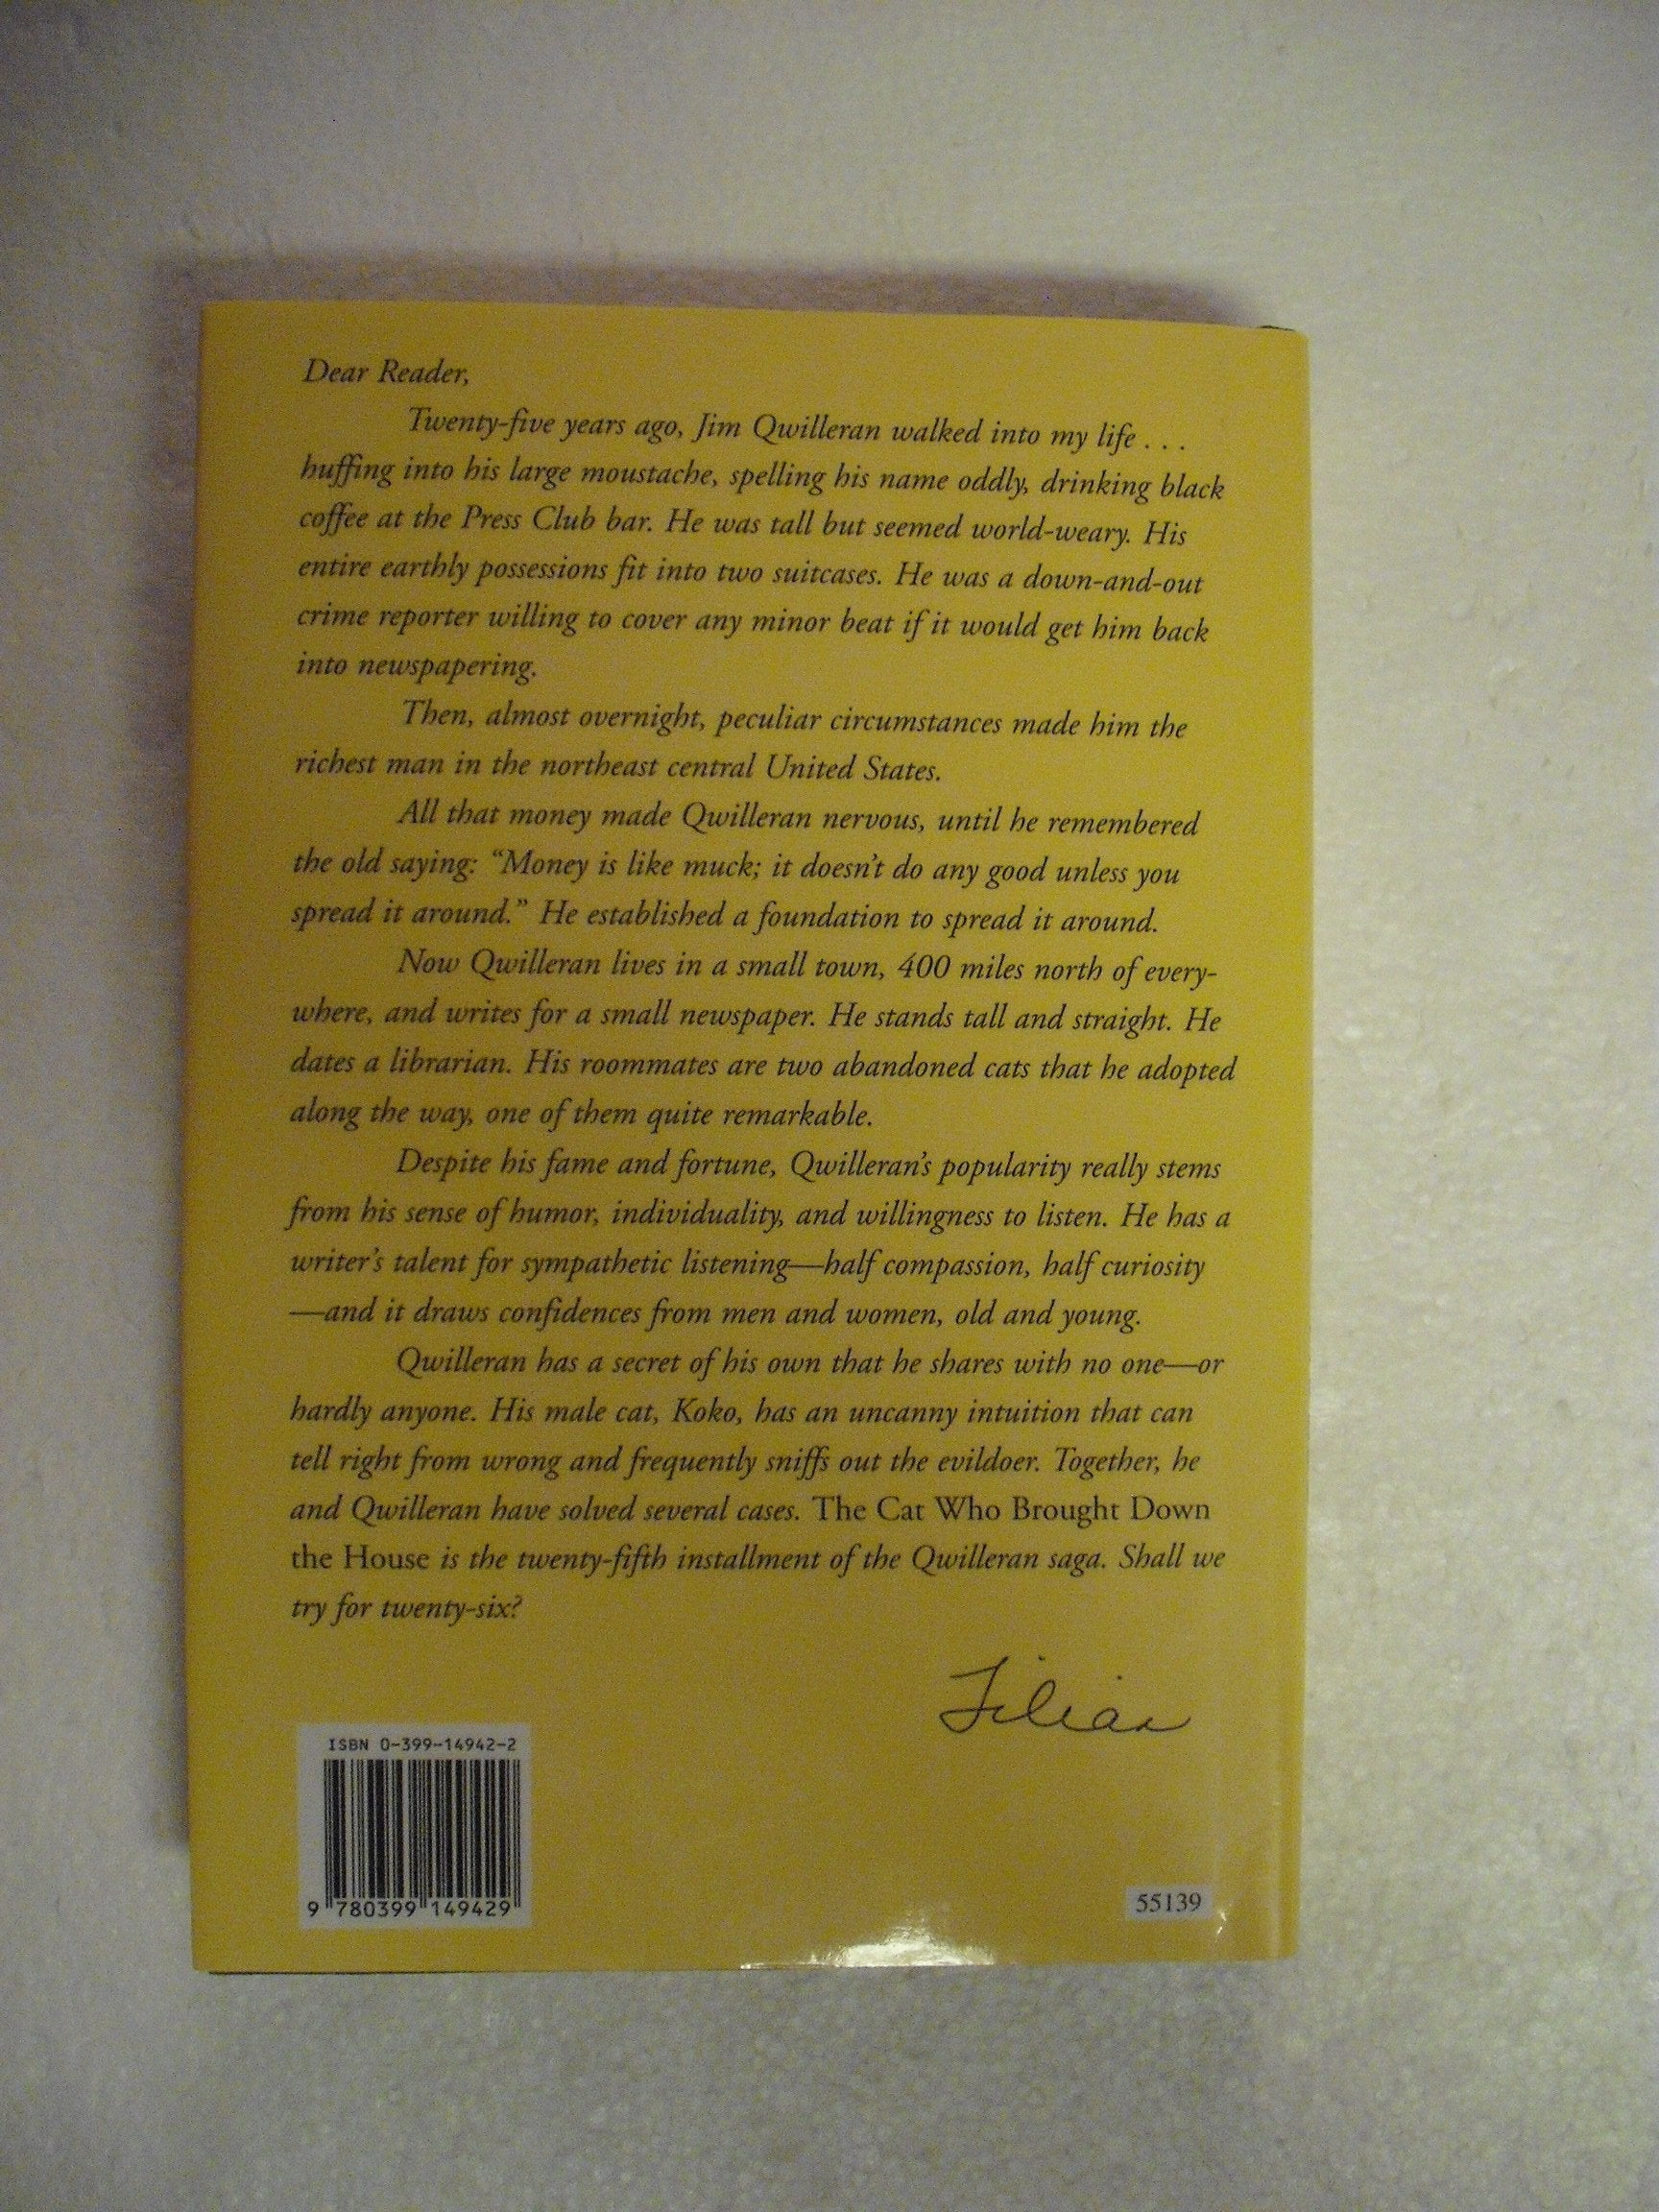 Dear Reader,
Twenty-five years ago, Jim Qwilleran walked into my life . . .
huffing into his large moustache, spelling his name oddly, drinking black
coffee at the Press Club bar. He was tall but seemed world-weary. His
entire earthly possessions fit into two suitcases. He was a down-and-out
crime reporter willing to cover any minor beat if it would get him back
into newspapering.
Then, almost overnight, peculiar circumstances made him the
richest man in the northeast central United States.
All that money made Qwilleran nervous, until he remembered
the old saying: “Money is like muck; it doesn’t do any good unless you
spread it around.” He established a foundation to spread it around.
Now Qwilleran lives in a small town, 400 miles north of every-
where, and writes for a small newspaper. He stands tall and straight. He
dates a librarian. His roommates are two abandoned cats that he adopted
along the way, one of them quite remarkable.
Despite his fame and fortune, Qwilleran’s popularity really stems
from his sense of humor, individuality, and willingness to listen. He has a
writer’s talent for sympathetic listening—half compassion, half curiosity
—and it draws confidences from men and women, old and young.
Qwilleran has a secret of his own that he shares with no one—or
hardly anyone. His male cat, Koko, has an uncanny intuition that can
tell right from wrong and frequently sniffs out the evildoer. Together, he
and Qwilleran have solved several cases. The Cat Who Brought Down
the House is the twenty-fifth installment of the Qwilleran saga. Shall we
try for twenty-six?
Lilian
ISBN 0-399-14942-2
9 780399 149429
55139